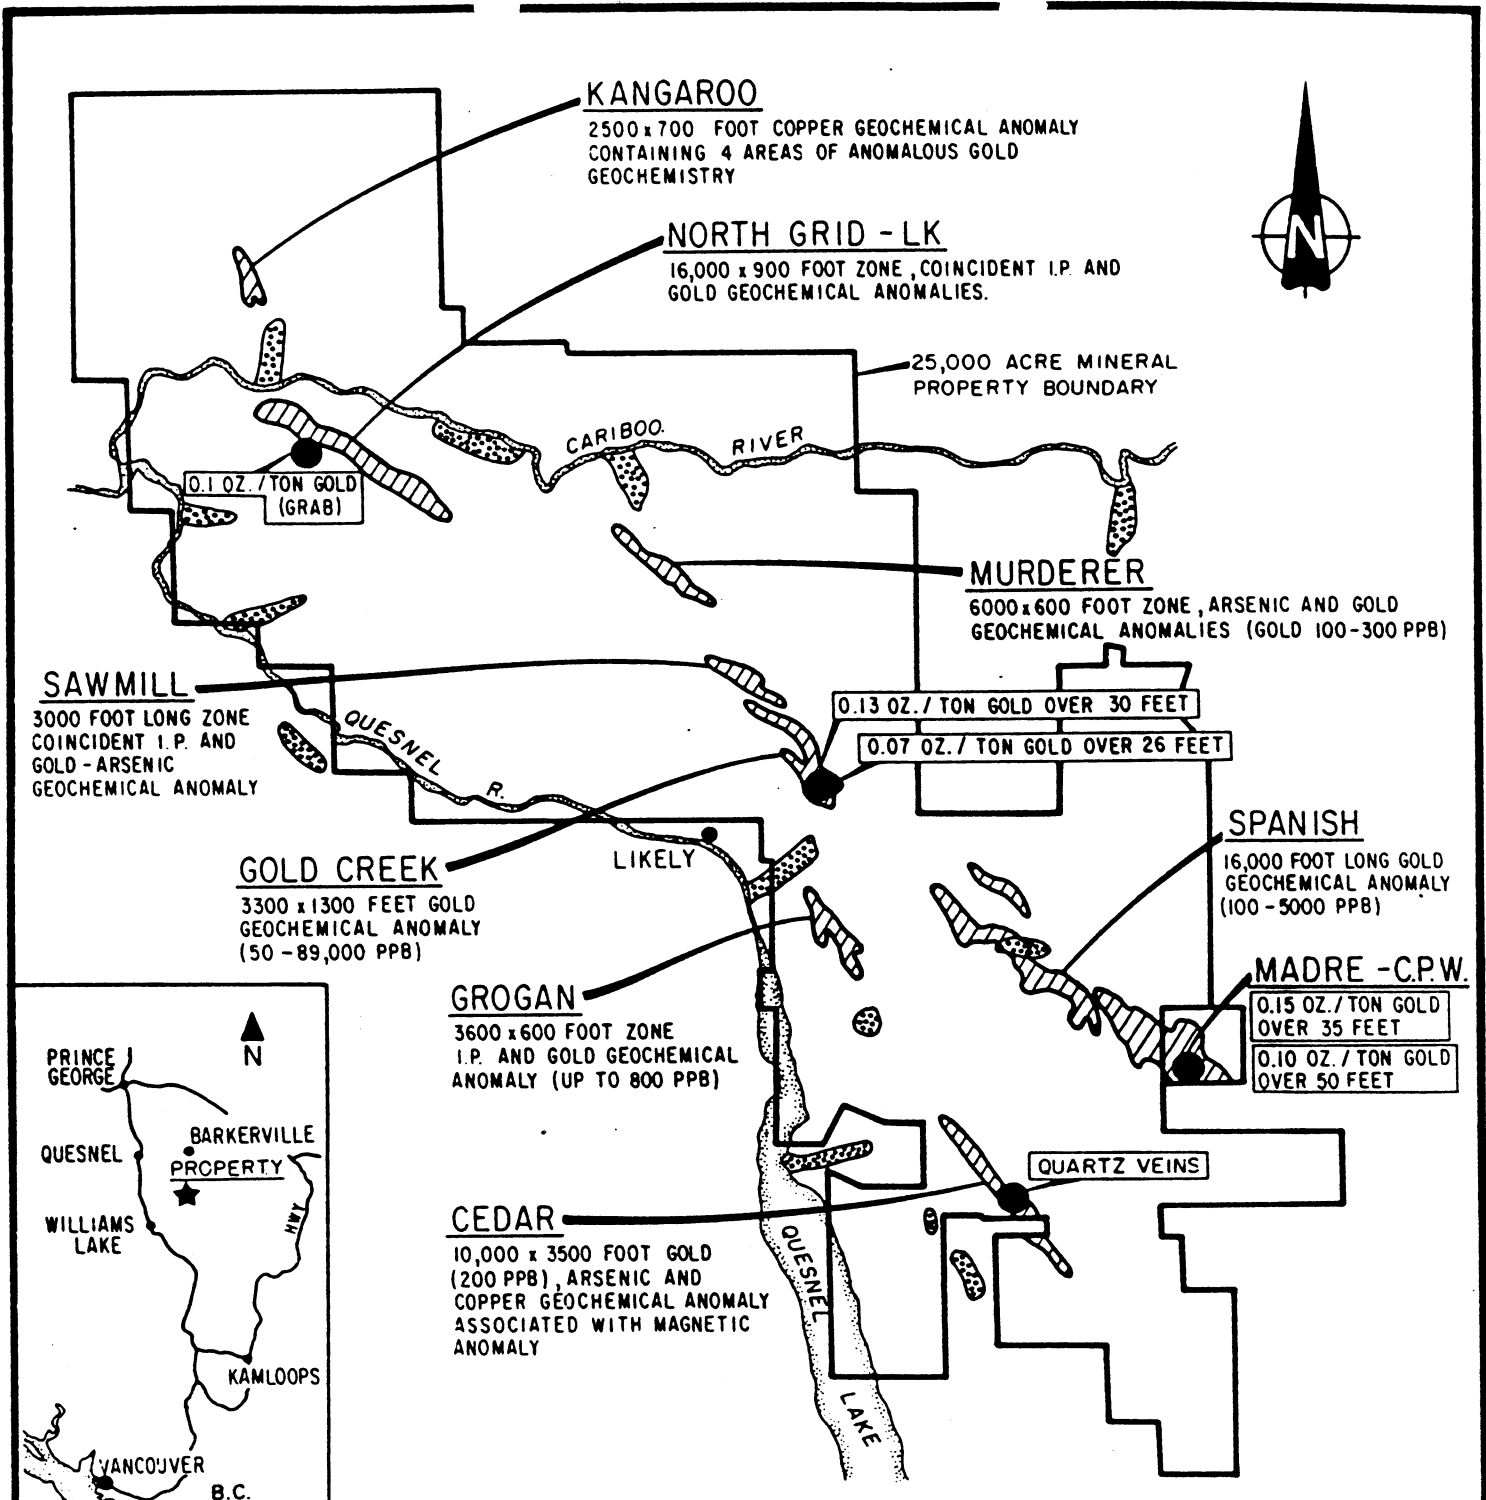 KANGAROO
2500 x 700 FOOT COPPER GEOCHEMICAL ANOMALY
CONTAINING 4 AREAS OF ANOMALOUS GOLD
GEOCHEMISTRY
N
NORTH GRID - LK
16,000 x 900 FOOT ZONE, COINCIDENT I.P. AND
GOLD GEOCHEMICAL ANOMALIES.
25,000 ACRE MINERAL
PROPERTY BOUNDARY
CARIBOO.
RIVER
0.1 OZ. / TON GOLD
(GRAB)
MURDERER
6000 x 600 FOOT ZONE, ARSENIC AND GOLD
GEOCHEMICAL ANOMALIES (GOLD 100-300 PPB)
SAWMILL
3000 FOOT LONG ZONE
COINCIDENT I.P. AND
GOLD - ARSENIC
GEOCHEMICAL ANOMALY
QUESNEL
R.
0.13 OZ. / TON GOLD OVER 30 FEET
0.07 OZ. / TON GOLD OVER 26 FEET
LIKELY
GOLD CREEK
3300 x 1300 FEET GOLD
GEOCHEMICAL ANOMALY
(50 - 89,000 PPB)
SPANISH
16,000 FOOT LONG GOLD
GEOCHEMICAL ANOMALY
(100 - 5000 PPB)
GROGAN
3600 x 600 FOOT ZONE
I.P. AND GOLD GEOCHEMICAL
ANOMALY (UP TO 800 PPB)
MADRE - C.P.W.
0.15 OZ. / TON GOLD
OVER 35 FEET
0.10 OZ. / TON GOLD
OVER 50 FEET
QUARTZ VEINS
CEDAR
10,000 x 3500 FOOT GOLD
(200 PPB), ARSENIC AND
COPPER GEOCHEMICAL ANOMALY
ASSOCIATED WITH MAGNETIC
ANOMALY
QUESNEL
LAKE
N
PRINCE
GEORGE
BARKERVILLE
QUESNEL
PROPERTY
WILLIAMS
LAKE
HWY
KAMLOOPS
VANCOUVER
B.C.